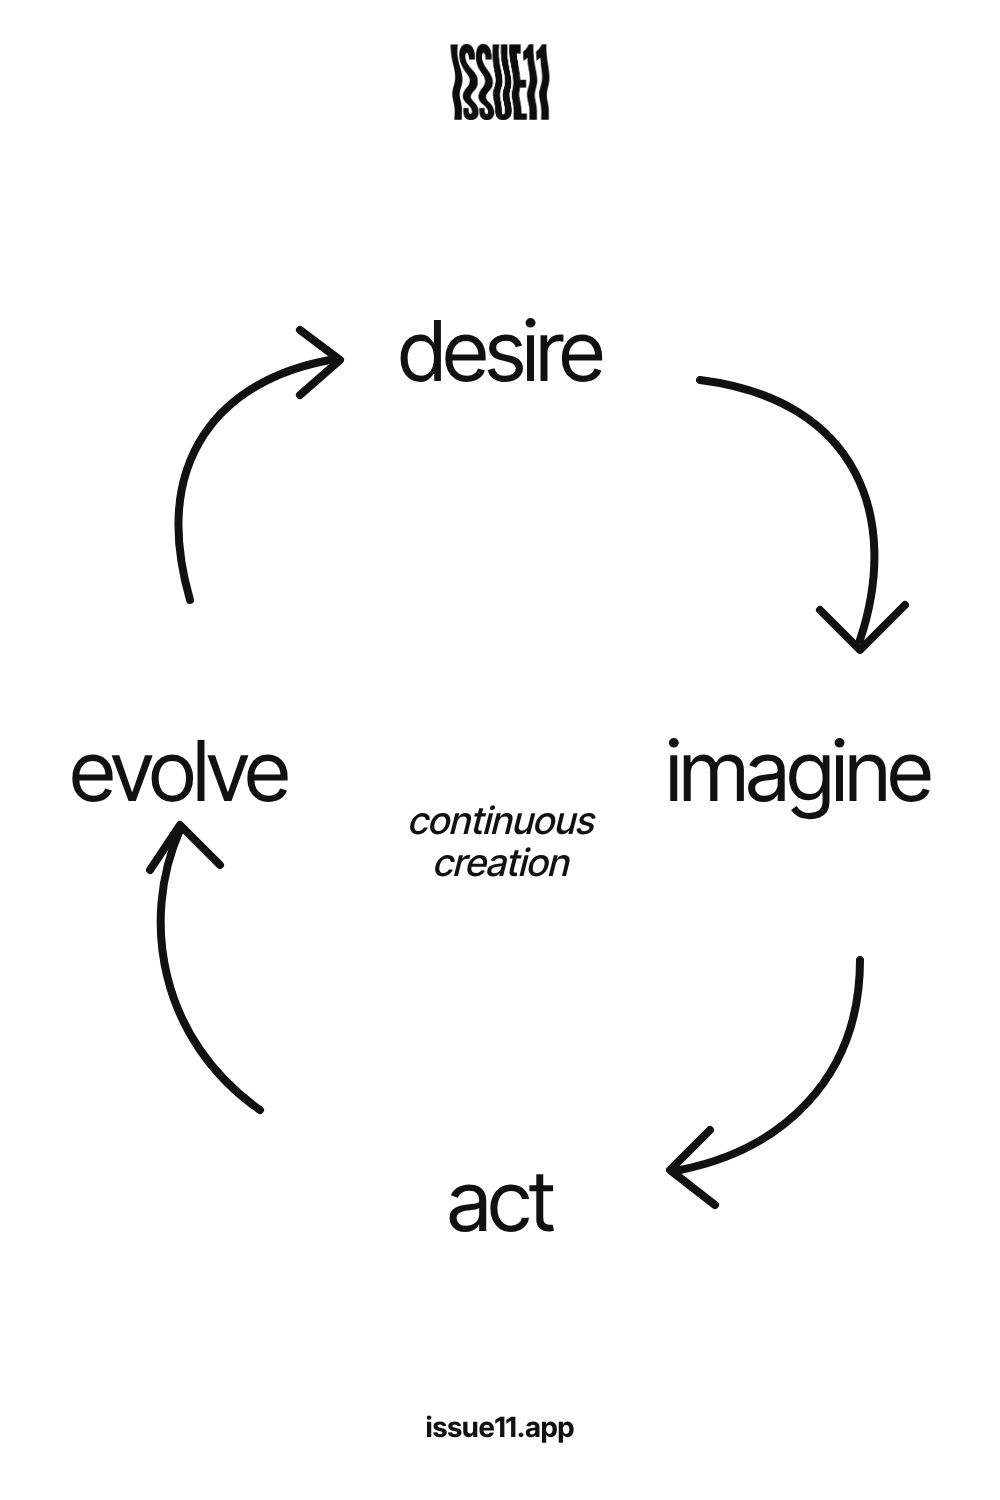 ISSUE11
desire
evolve
imagine
continuous
creation
act
issue11.app